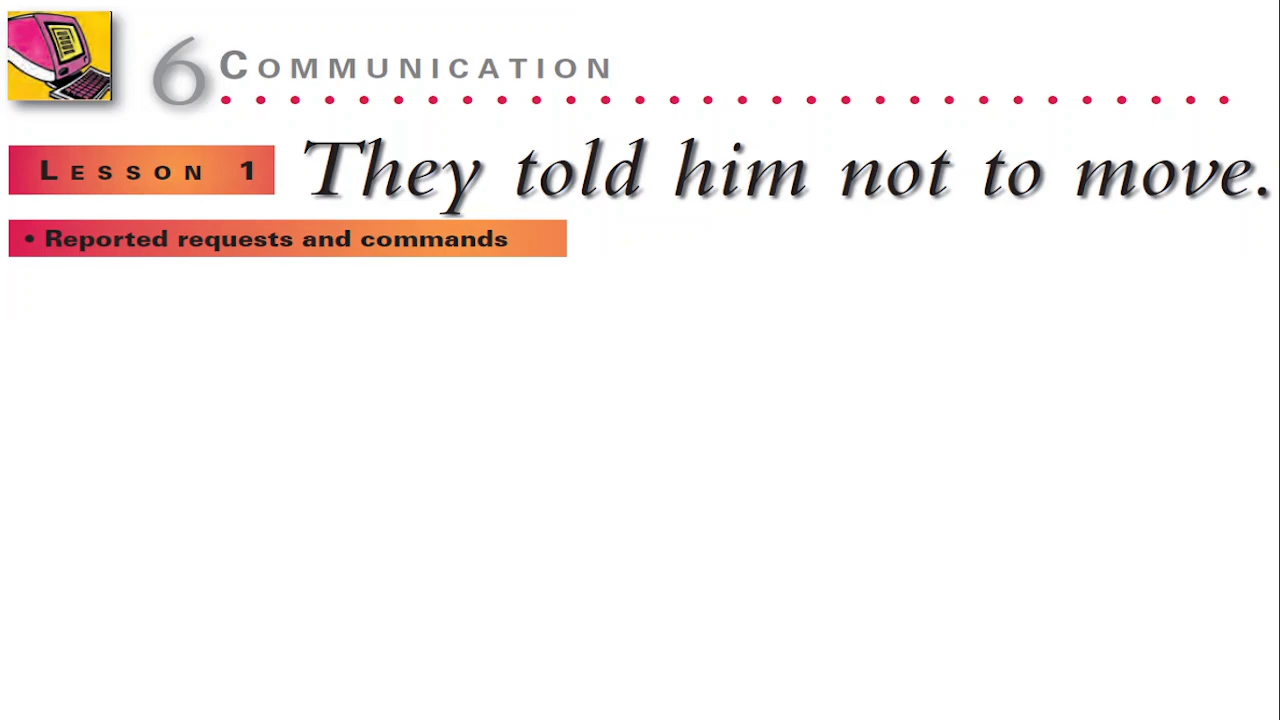 6 COMMUNICATION
LESSON 1 They told him not to move.
• Reported requests and commands